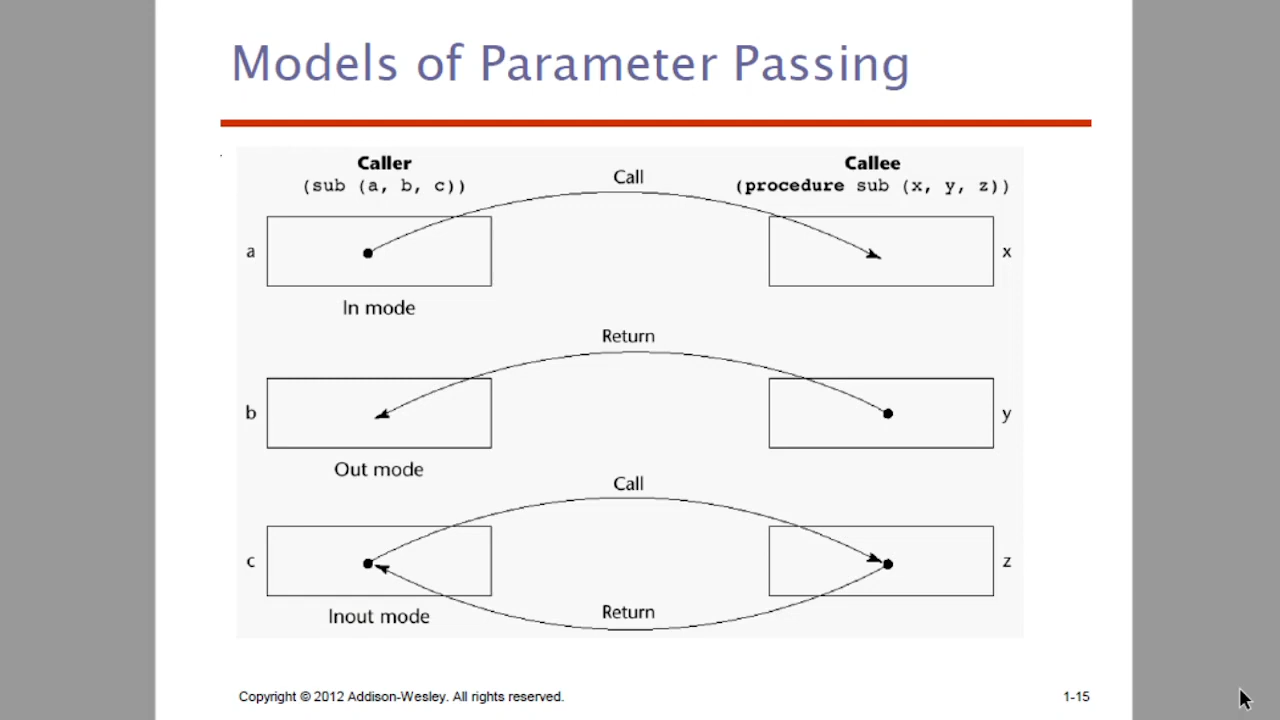 Models of Parameter Passing
Caller
(sub (a, b, c))
Call
Callee
(procedure sub (x, y, z))
a
x
In mode
Return
b
y
Out mode
Call
c
z
Inout mode
Return
Copyright © 2012 Addison-Wesley. All rights reserved.
1-15